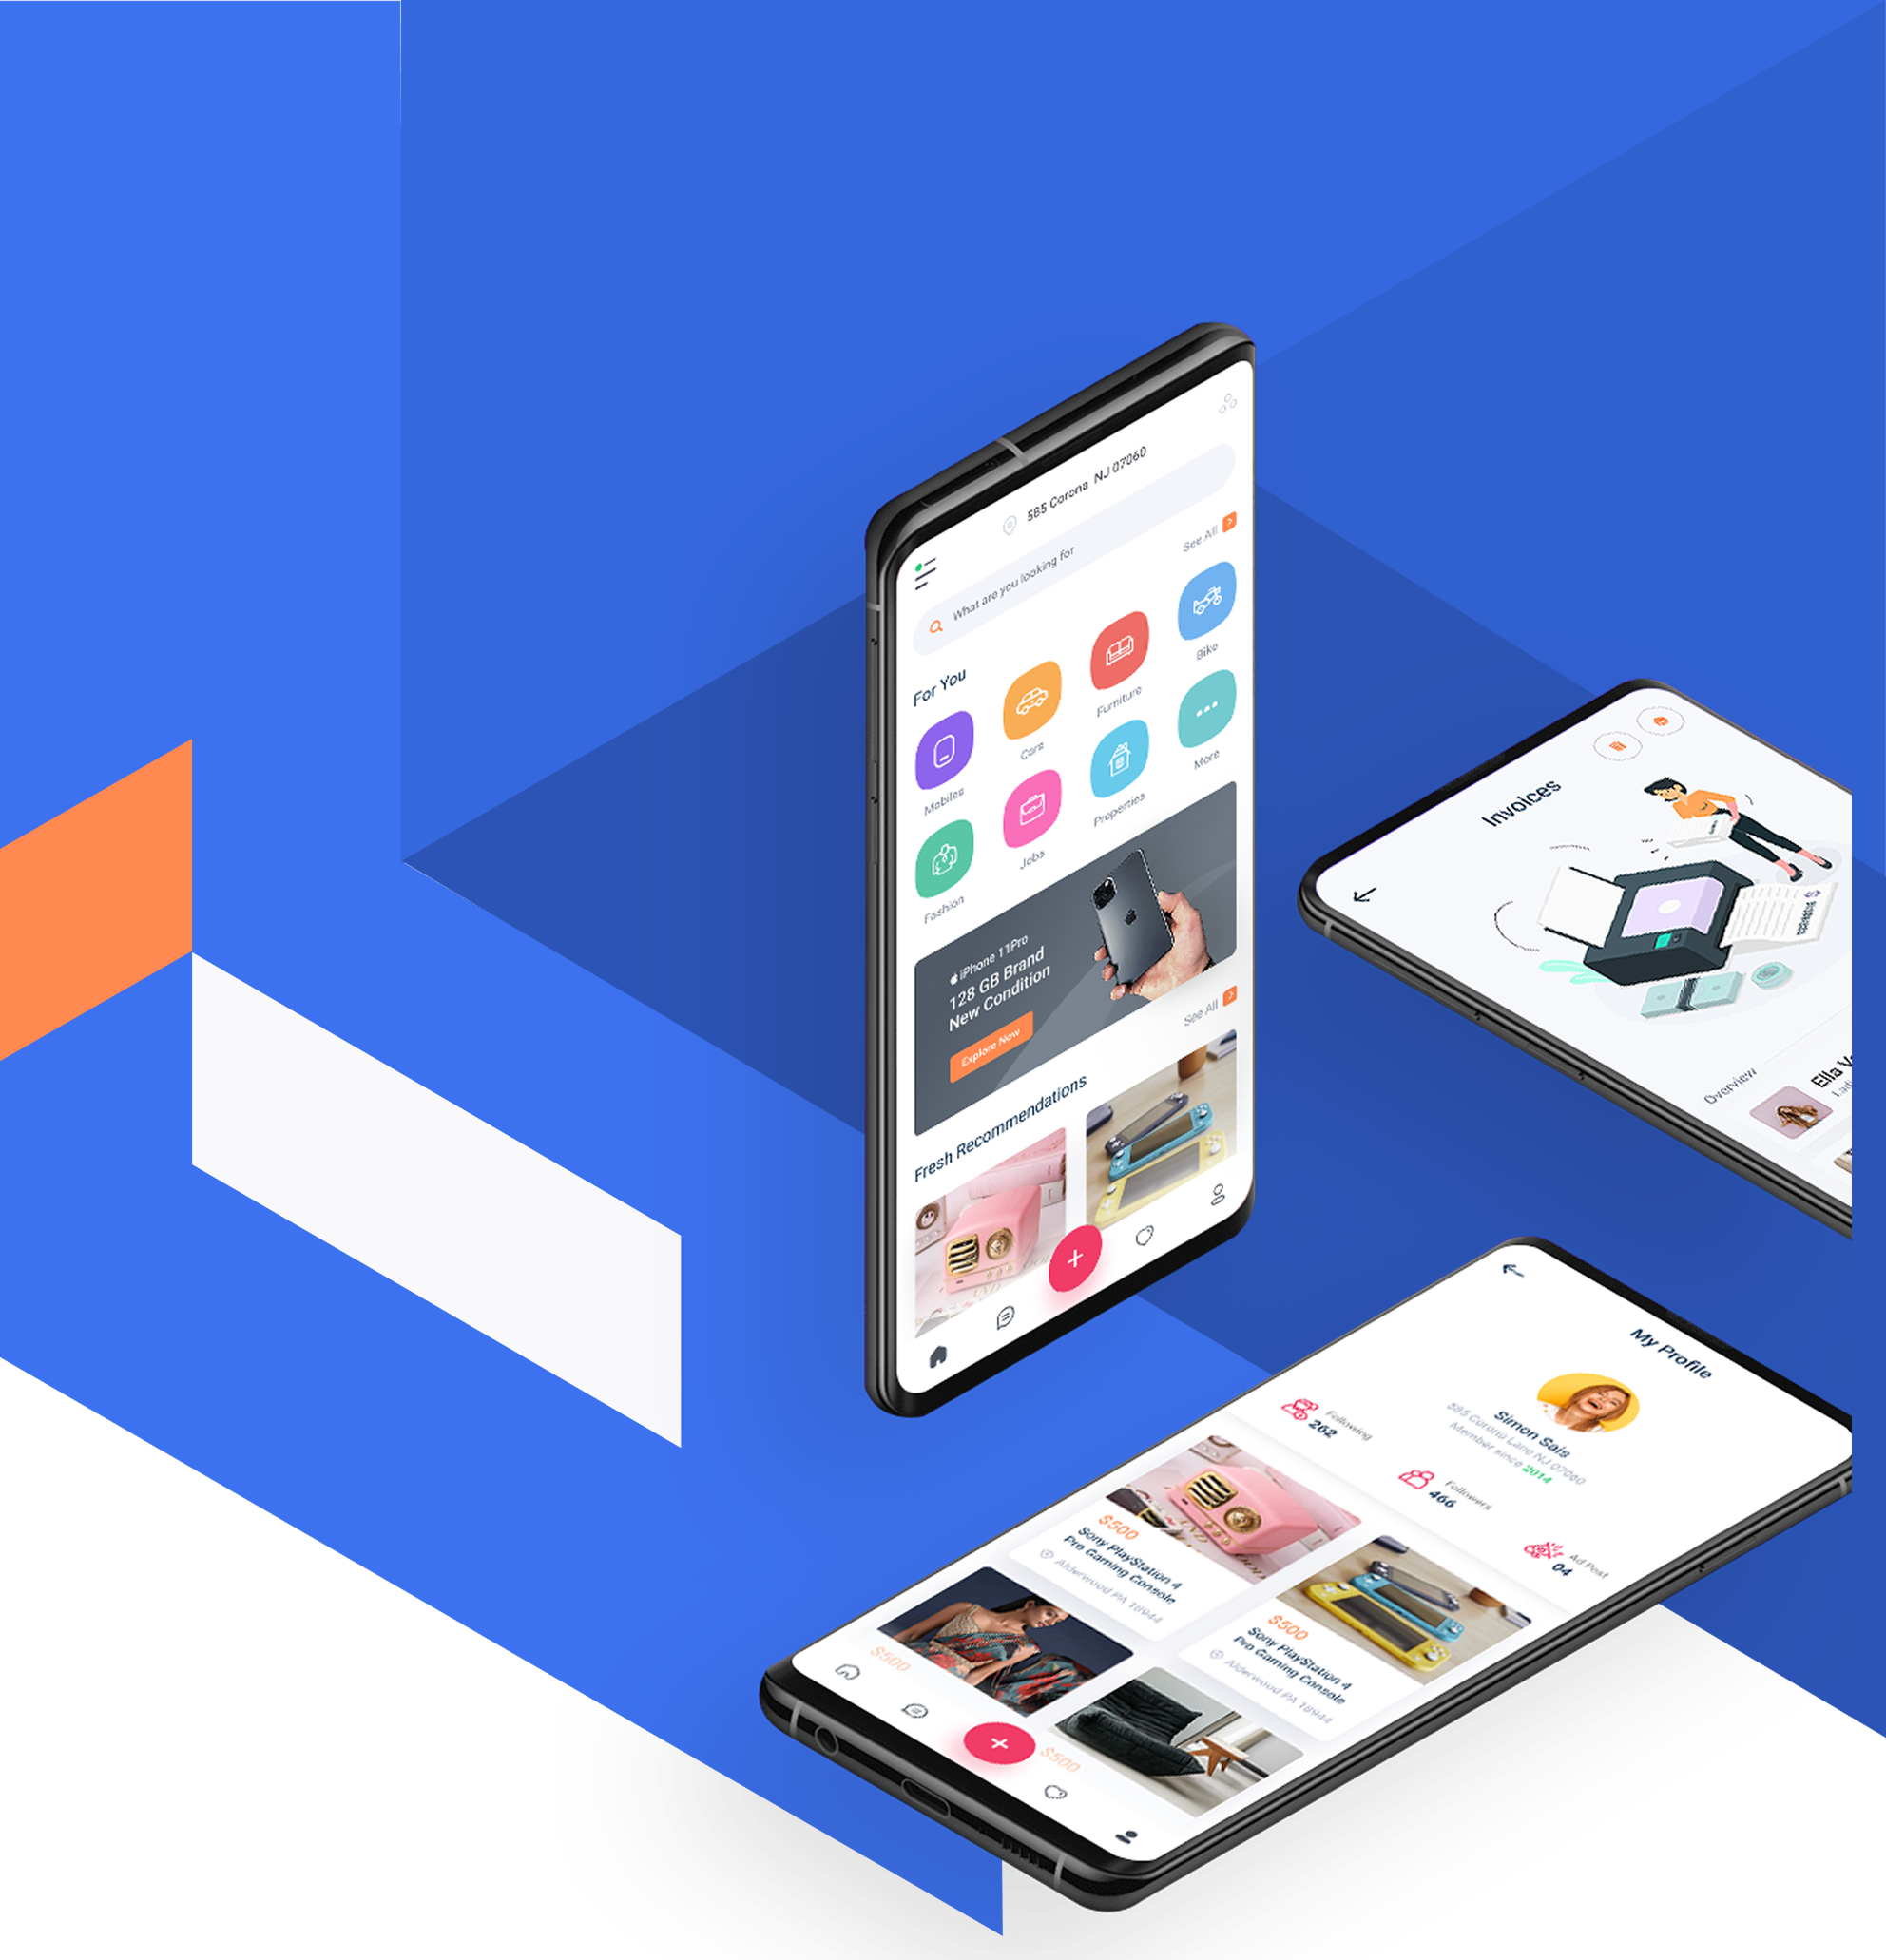 585 Corona NJ 07060
What are you looking for
See All
For You
Mobiles
Cars
Furniture
Bike
Fashion
Jobs
Properties
More
iPhone 11Pro
128 GB Brand
New Condition
Explore Now
See All
Fresh Recommendations
Invoices
Overview
Ella
My Profile
Simon Sais
585 Corona Lane NJ 07060
Member since 2014
Following
262
Followers
466
Ad Post
04
$500
Sony PlayStation 4
Pro Gaming Console
Alderwood PA 18944
$500
Sony PlayStation 4
Pro Gaming Console
Alderwood PA 18944
$500
$500